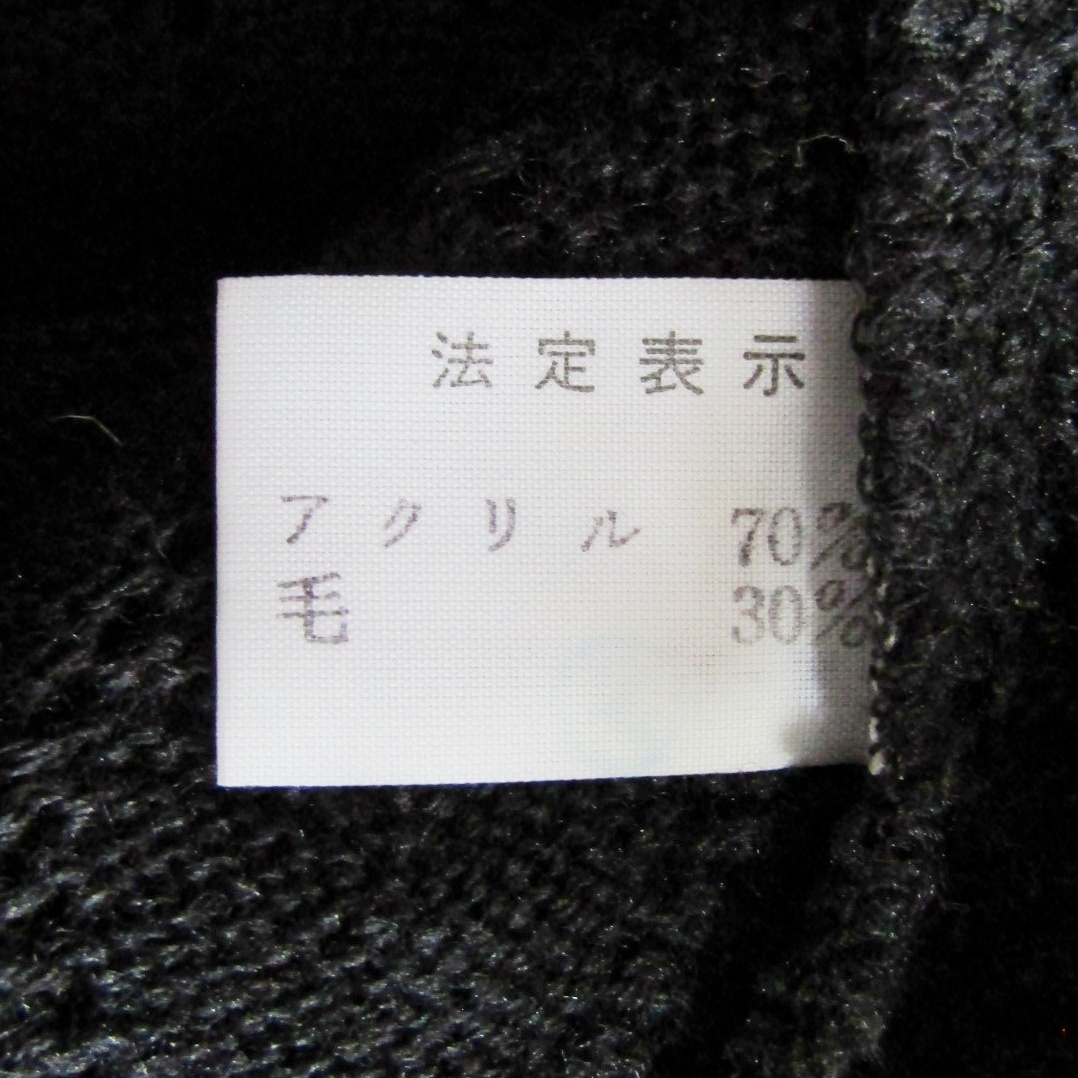 法定表示
アクリル 70%
毛 30%